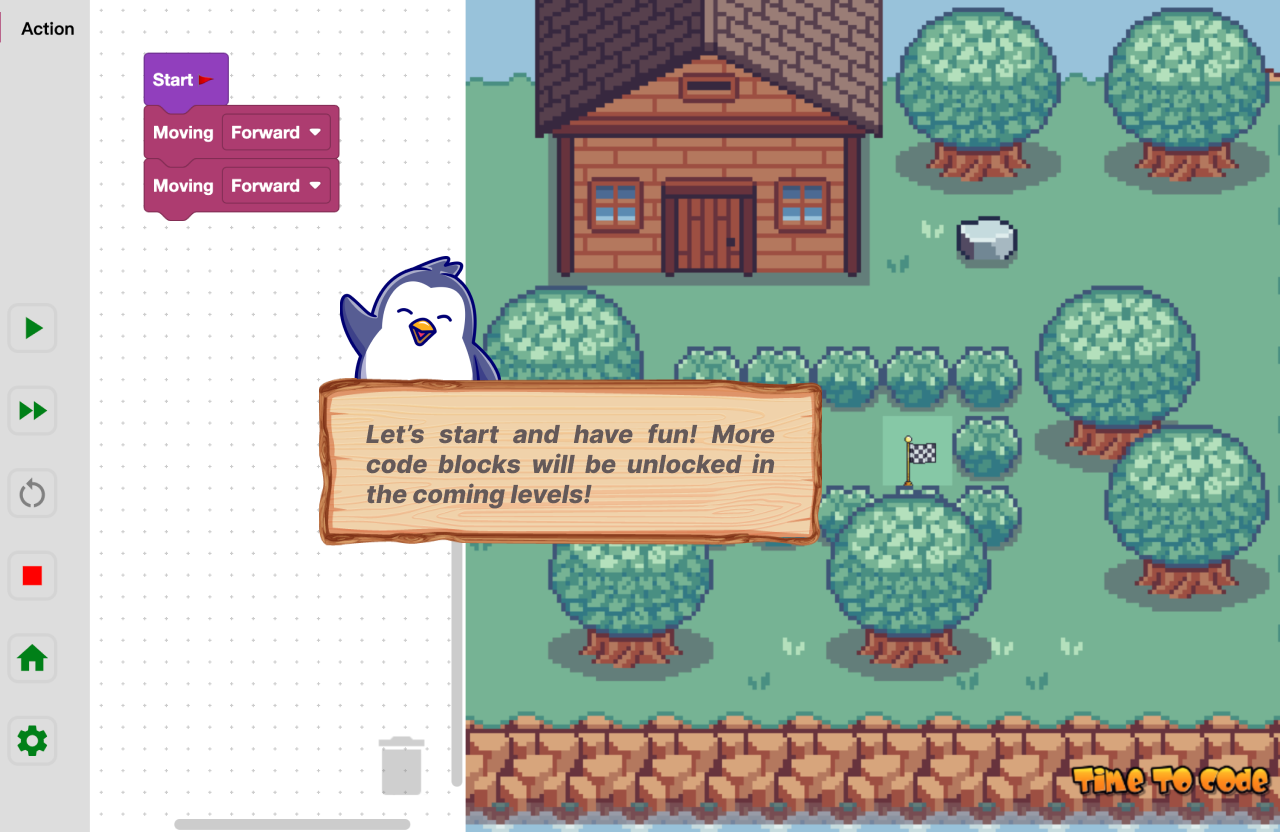 Action
Start
Moving Forward
Moving Forward
Let’s start and have fun! More
code blocks will be unlocked in
the coming levels!
TIME TO CODE